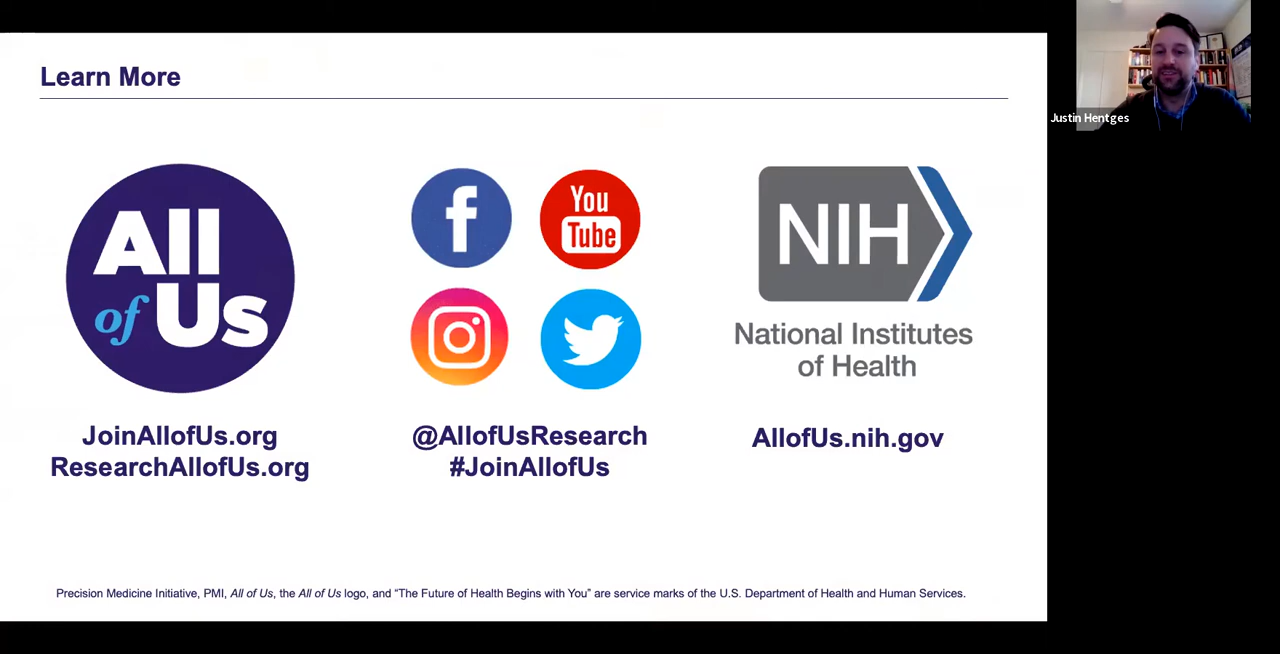 Learn More
All
of Us
JoinAllofUs.org
ResearchAllofUs.org
f
You
Tube
@AllofUsResearch
#JoinAllofUs
NIH
National Institutes
of Health
AllofUs.nih.gov
Precision Medicine Initiative, PMI, All of Us, the All of Us logo, and “The Future of Health Begins with You” are service marks of the U.S. Department of Health and Human Services.
Justin Hentges